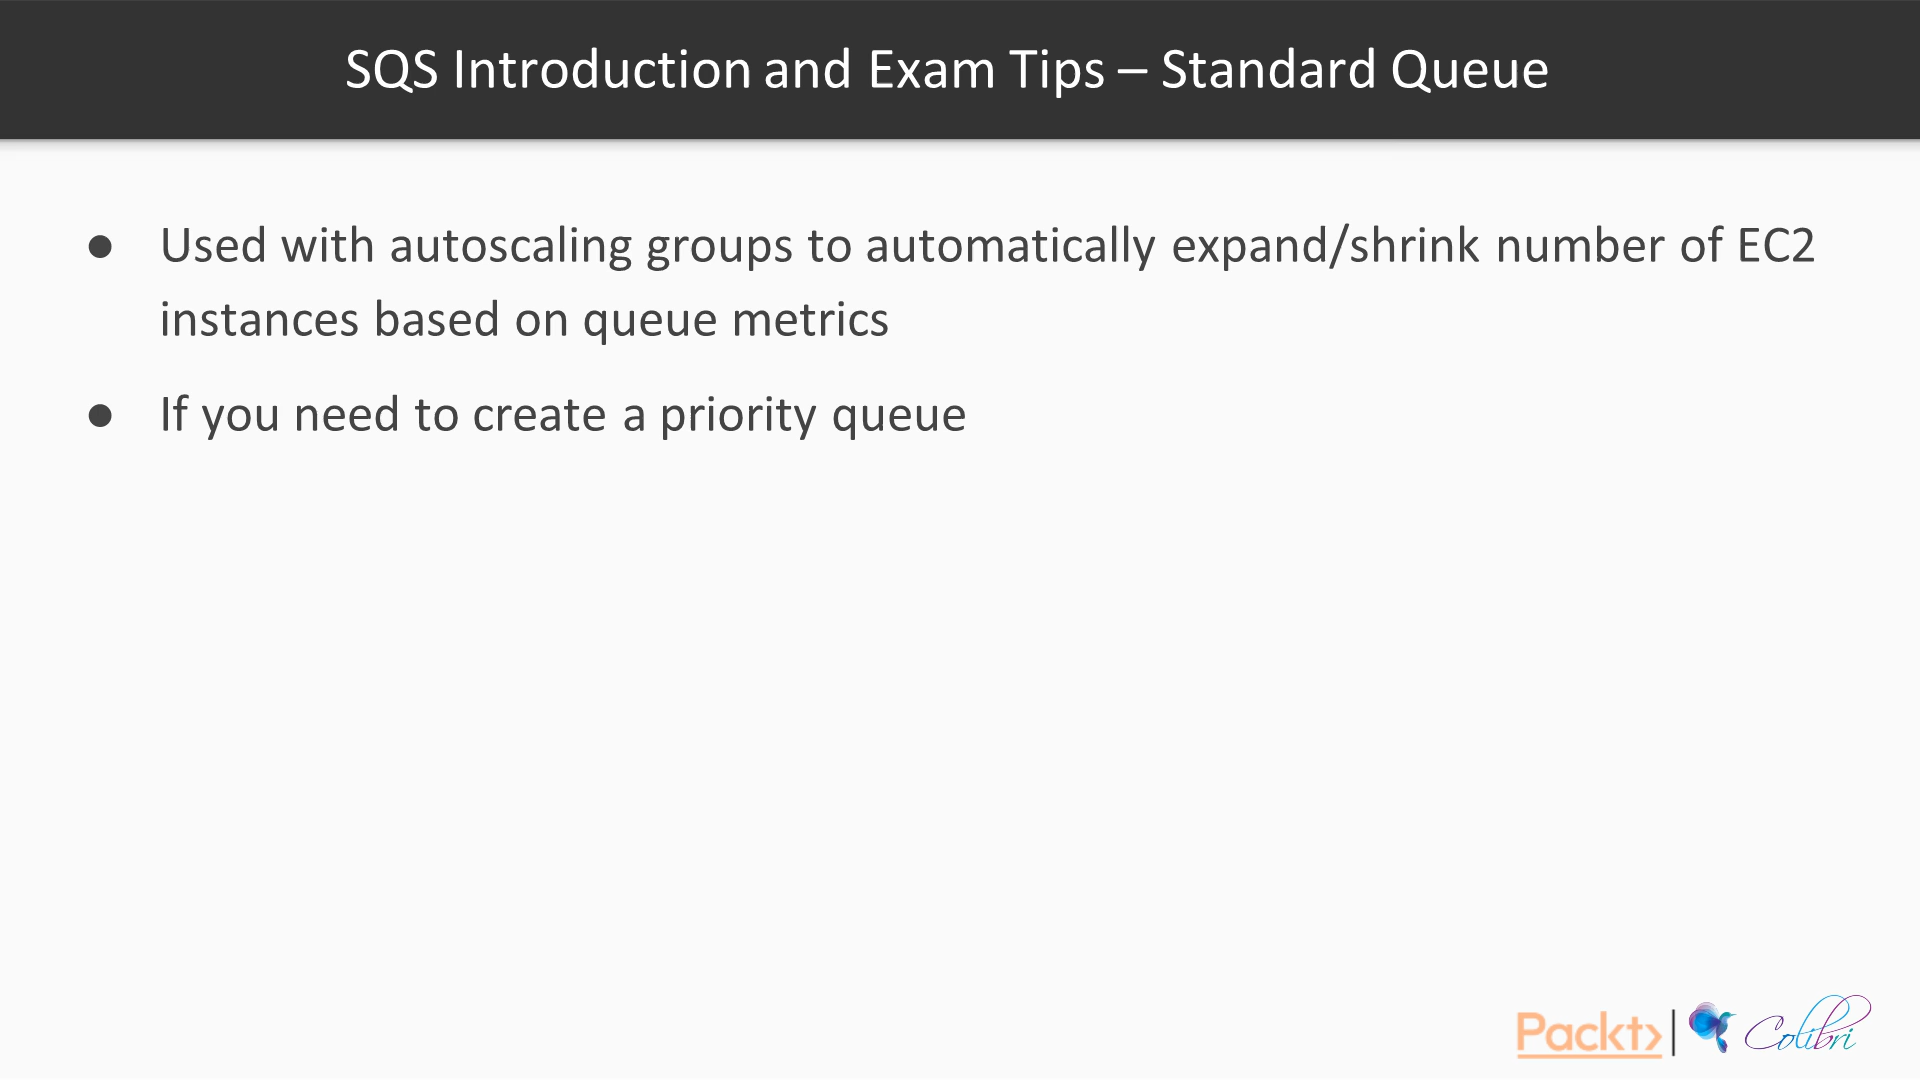 SQS Introduction and Exam Tips – Standard Queue
● Used with autoscaling groups to automatically expand/shrink number of EC2
instances based on queue metrics
● If you need to create a priority queue
Packt> | Colibri